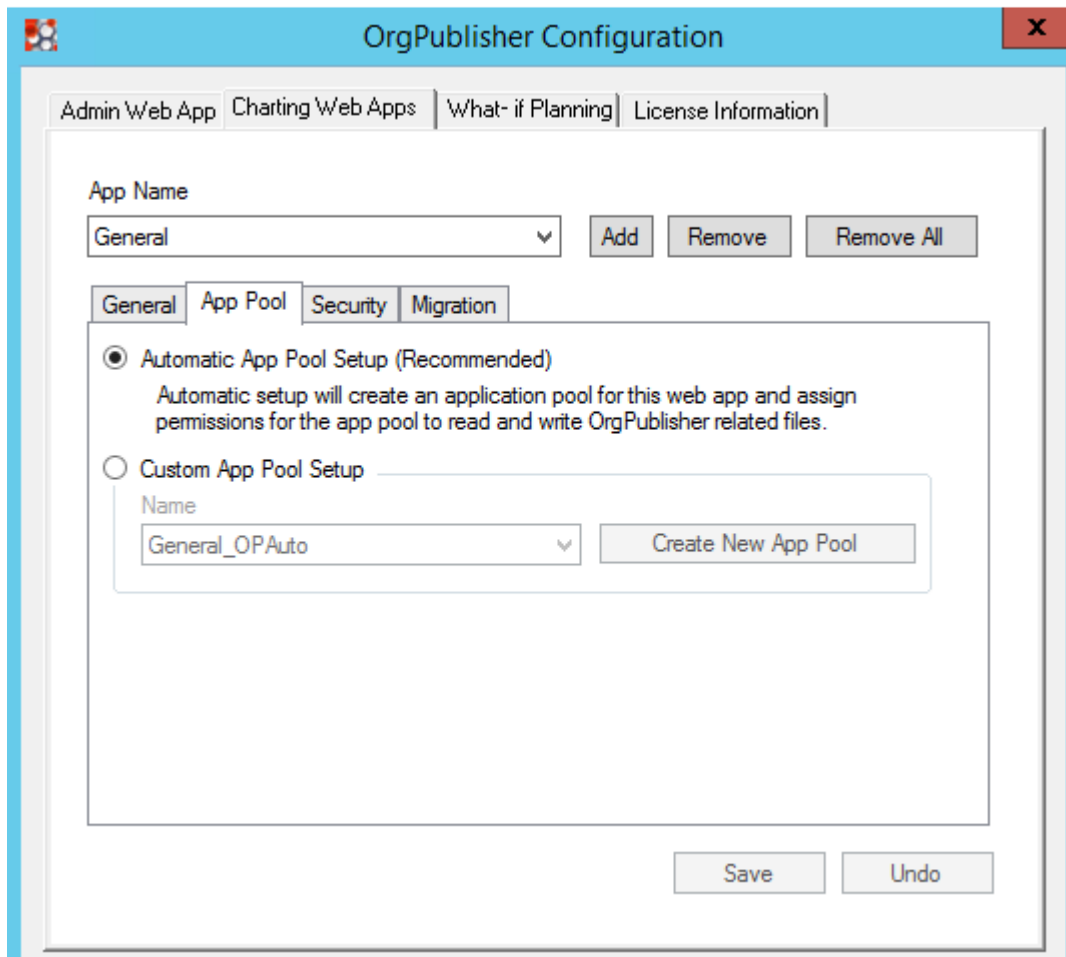 OrgPublisher Configuration
x
Admin Web App Charting Web Apps What- if Planning License Information
App Name
General Add Remove Remove All
General App Pool Security Migration
Automatic App Pool Setup (Recommended)
Automatic setup will create an application pool for this web app and assign
permissions for the app pool to read and write OrgPublisher related files.
Custom App Pool Setup
Name
General_OPAuto Create New App Pool
Save Undo